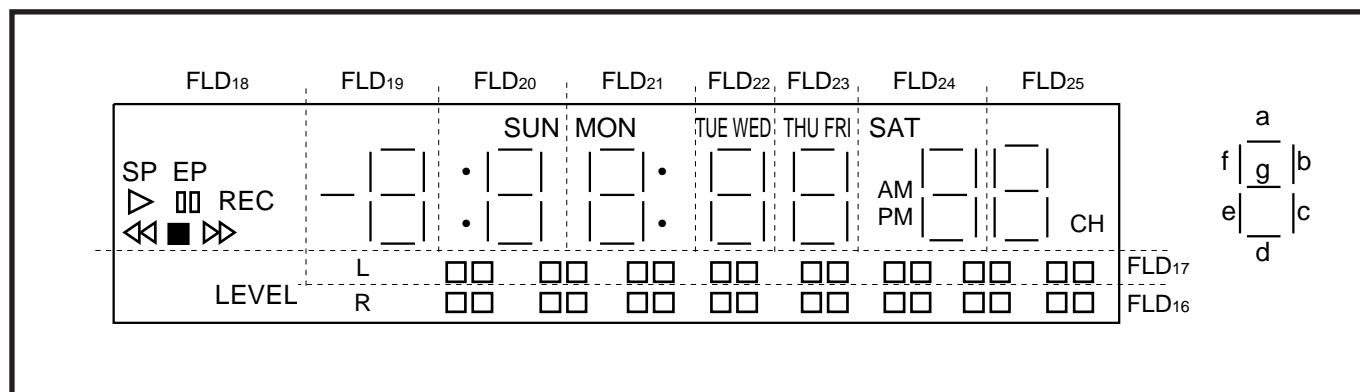 FLD18 FLD19 FLD20 FLD21 FLD22 FLD23 FLD24 FLD25
SUN MON TUE WED THU FRI SAT
a
SP EP
f g b
REC AM
PM CH
e c
d
L FLD17
LEVEL R FLD16